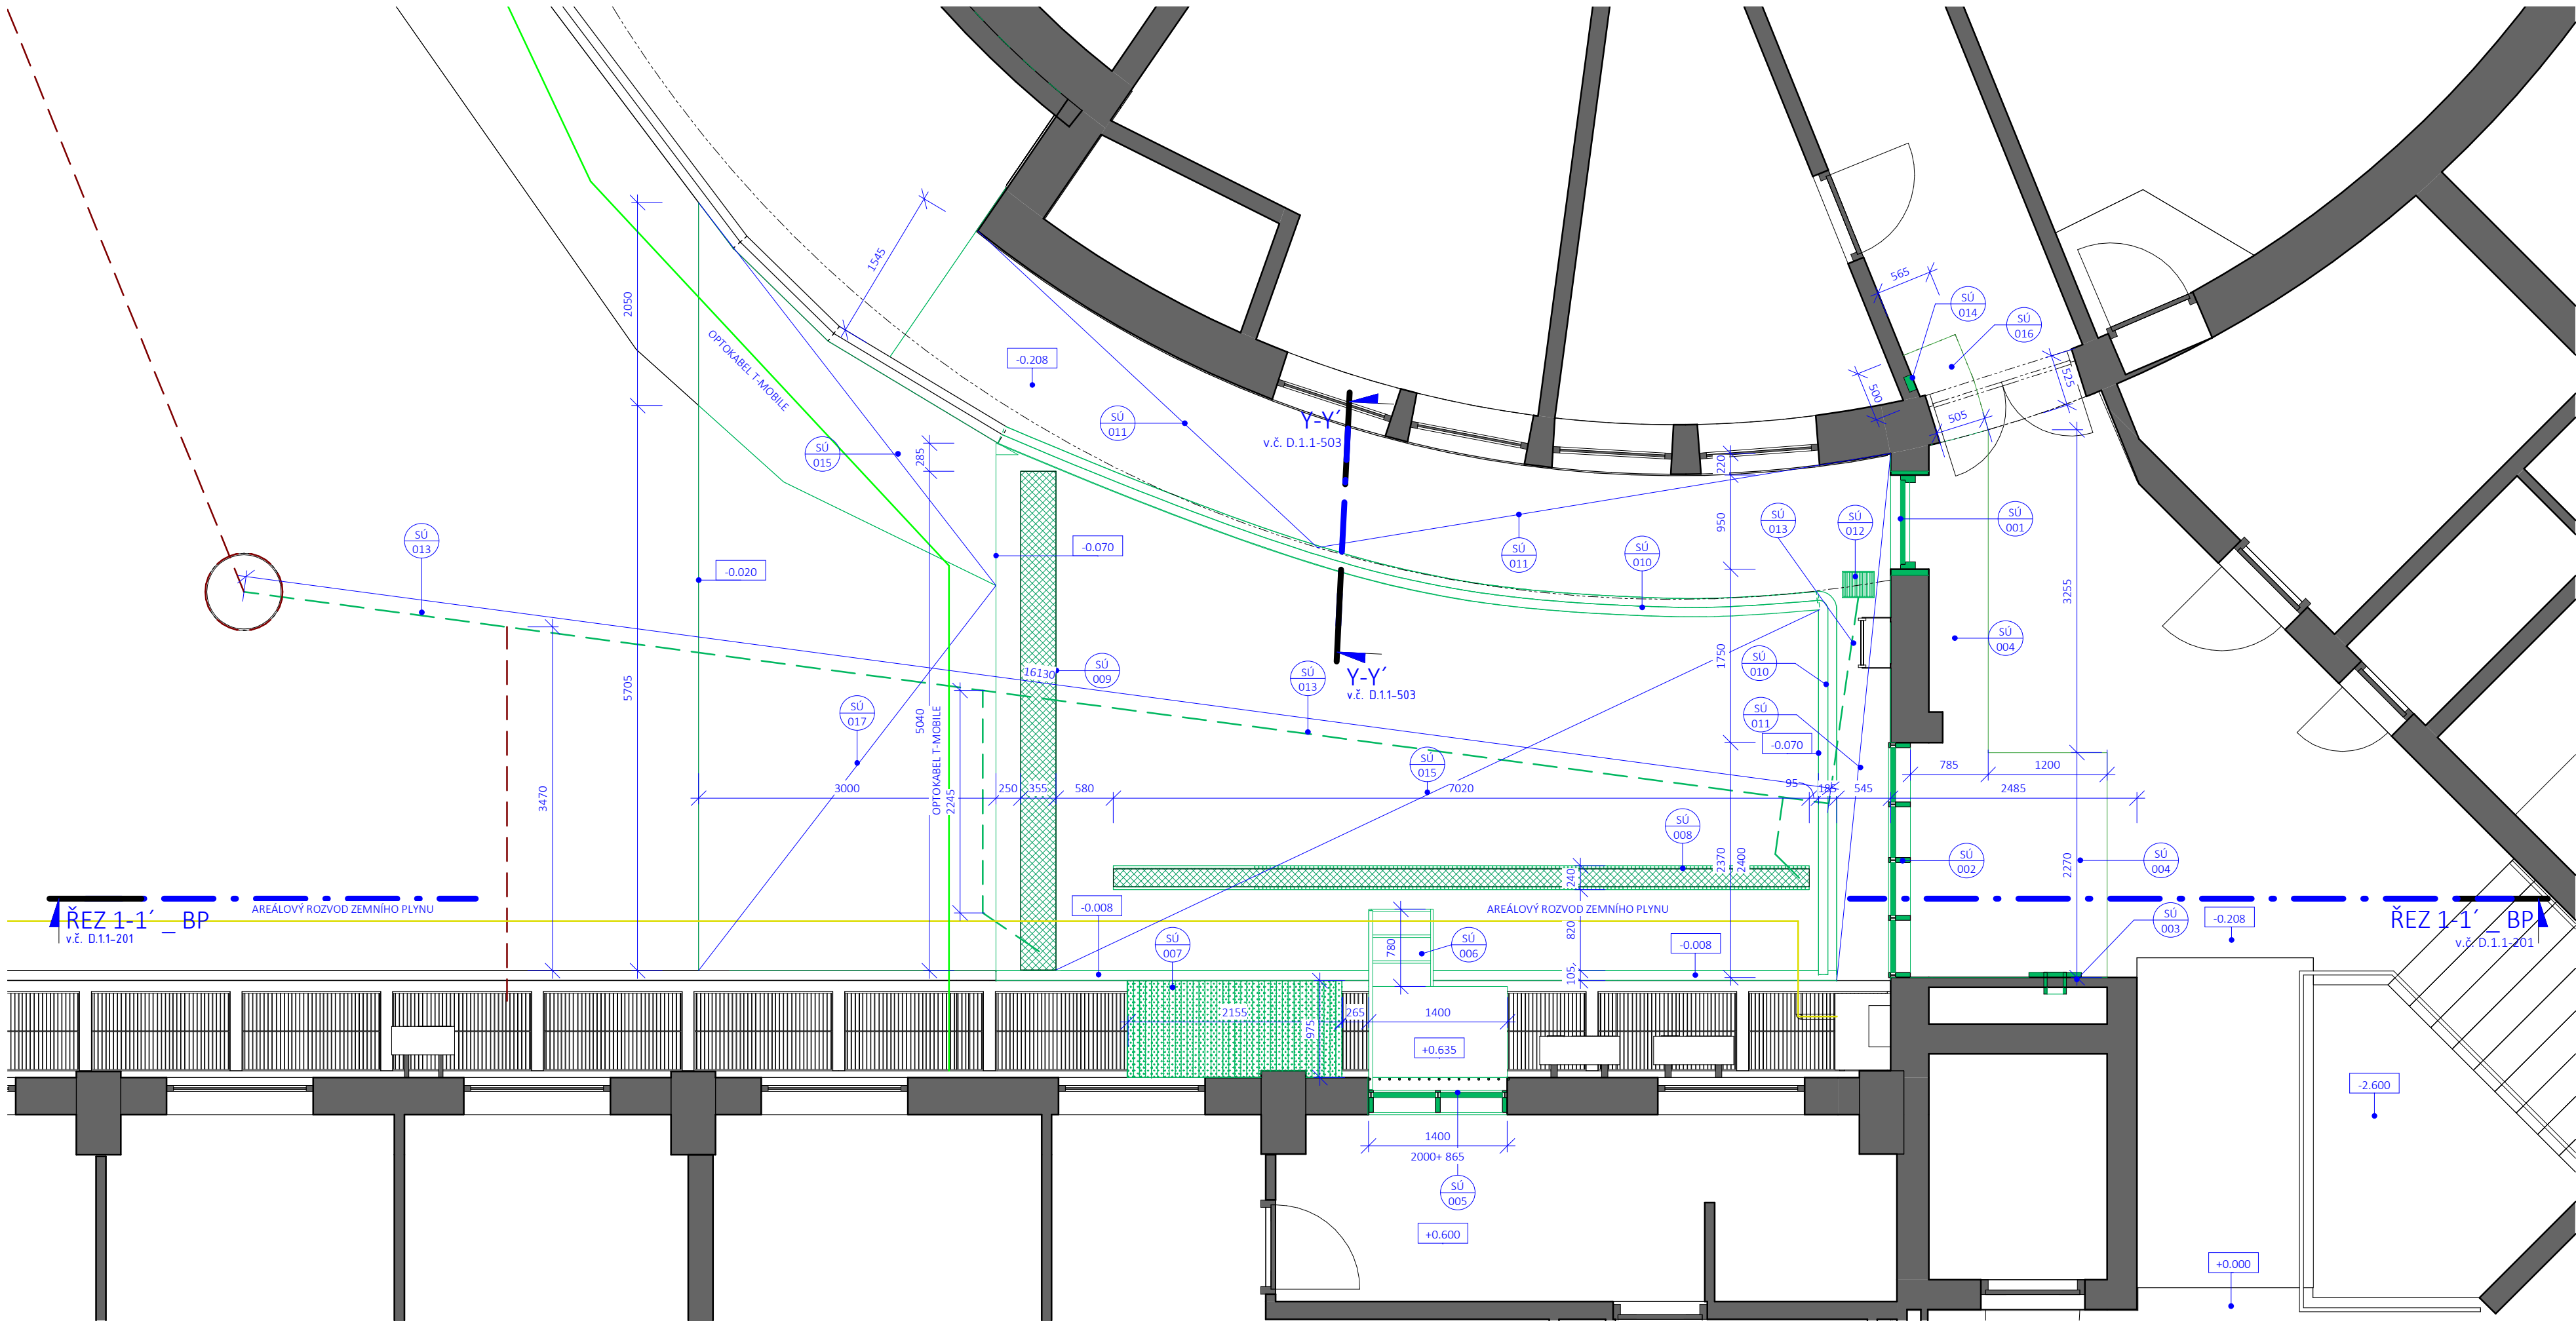 565
SÚ
014
SÚ
016
1545
2050
-0.208
OPTOKABEL T-MOBILE
SÚ
011
Y-Y´
v.č. D.1.1-503
500
525
505
SÚ
015
285
220
950
SÚ
013
SÚ
012
SÚ
001
SÚ
013
-0.020
-0.070
SÚ
011
SÚ
010
3255
SÚ
004
16130
SÚ
009
SÚ
013
Y-Y´
v.č. D.1.1-503
1750
SÚ
010
5705
SÚ
017
5040
OPTOKABEL T-MOBILE
2245
SÚ
011
-0.070
SÚ
015
785
1200
3470
3000
250
355
580
7020
95
185
545
2485
SÚ
008
2370
2400
240
SÚ
002
2270
SÚ
004
ŘEZ 1-1´ _ BP
v.č. D.1.1-201
AREÁLOVÝ ROZVOD ZEMNÍHO PLYNU
-0.008
AREÁLOVÝ ROZVOD ZEMNÍHO PLYNU
SÚ
003
-0.208
ŘEZ 1-1´ _ BP
v.č. D.1.1-201
SÚ
007
780
SÚ
006
820
-0.008
105
2155
975
265
1400
+0.635
-2.600
1400
2000+ 865
SÚ
005
+0.600
+0.000